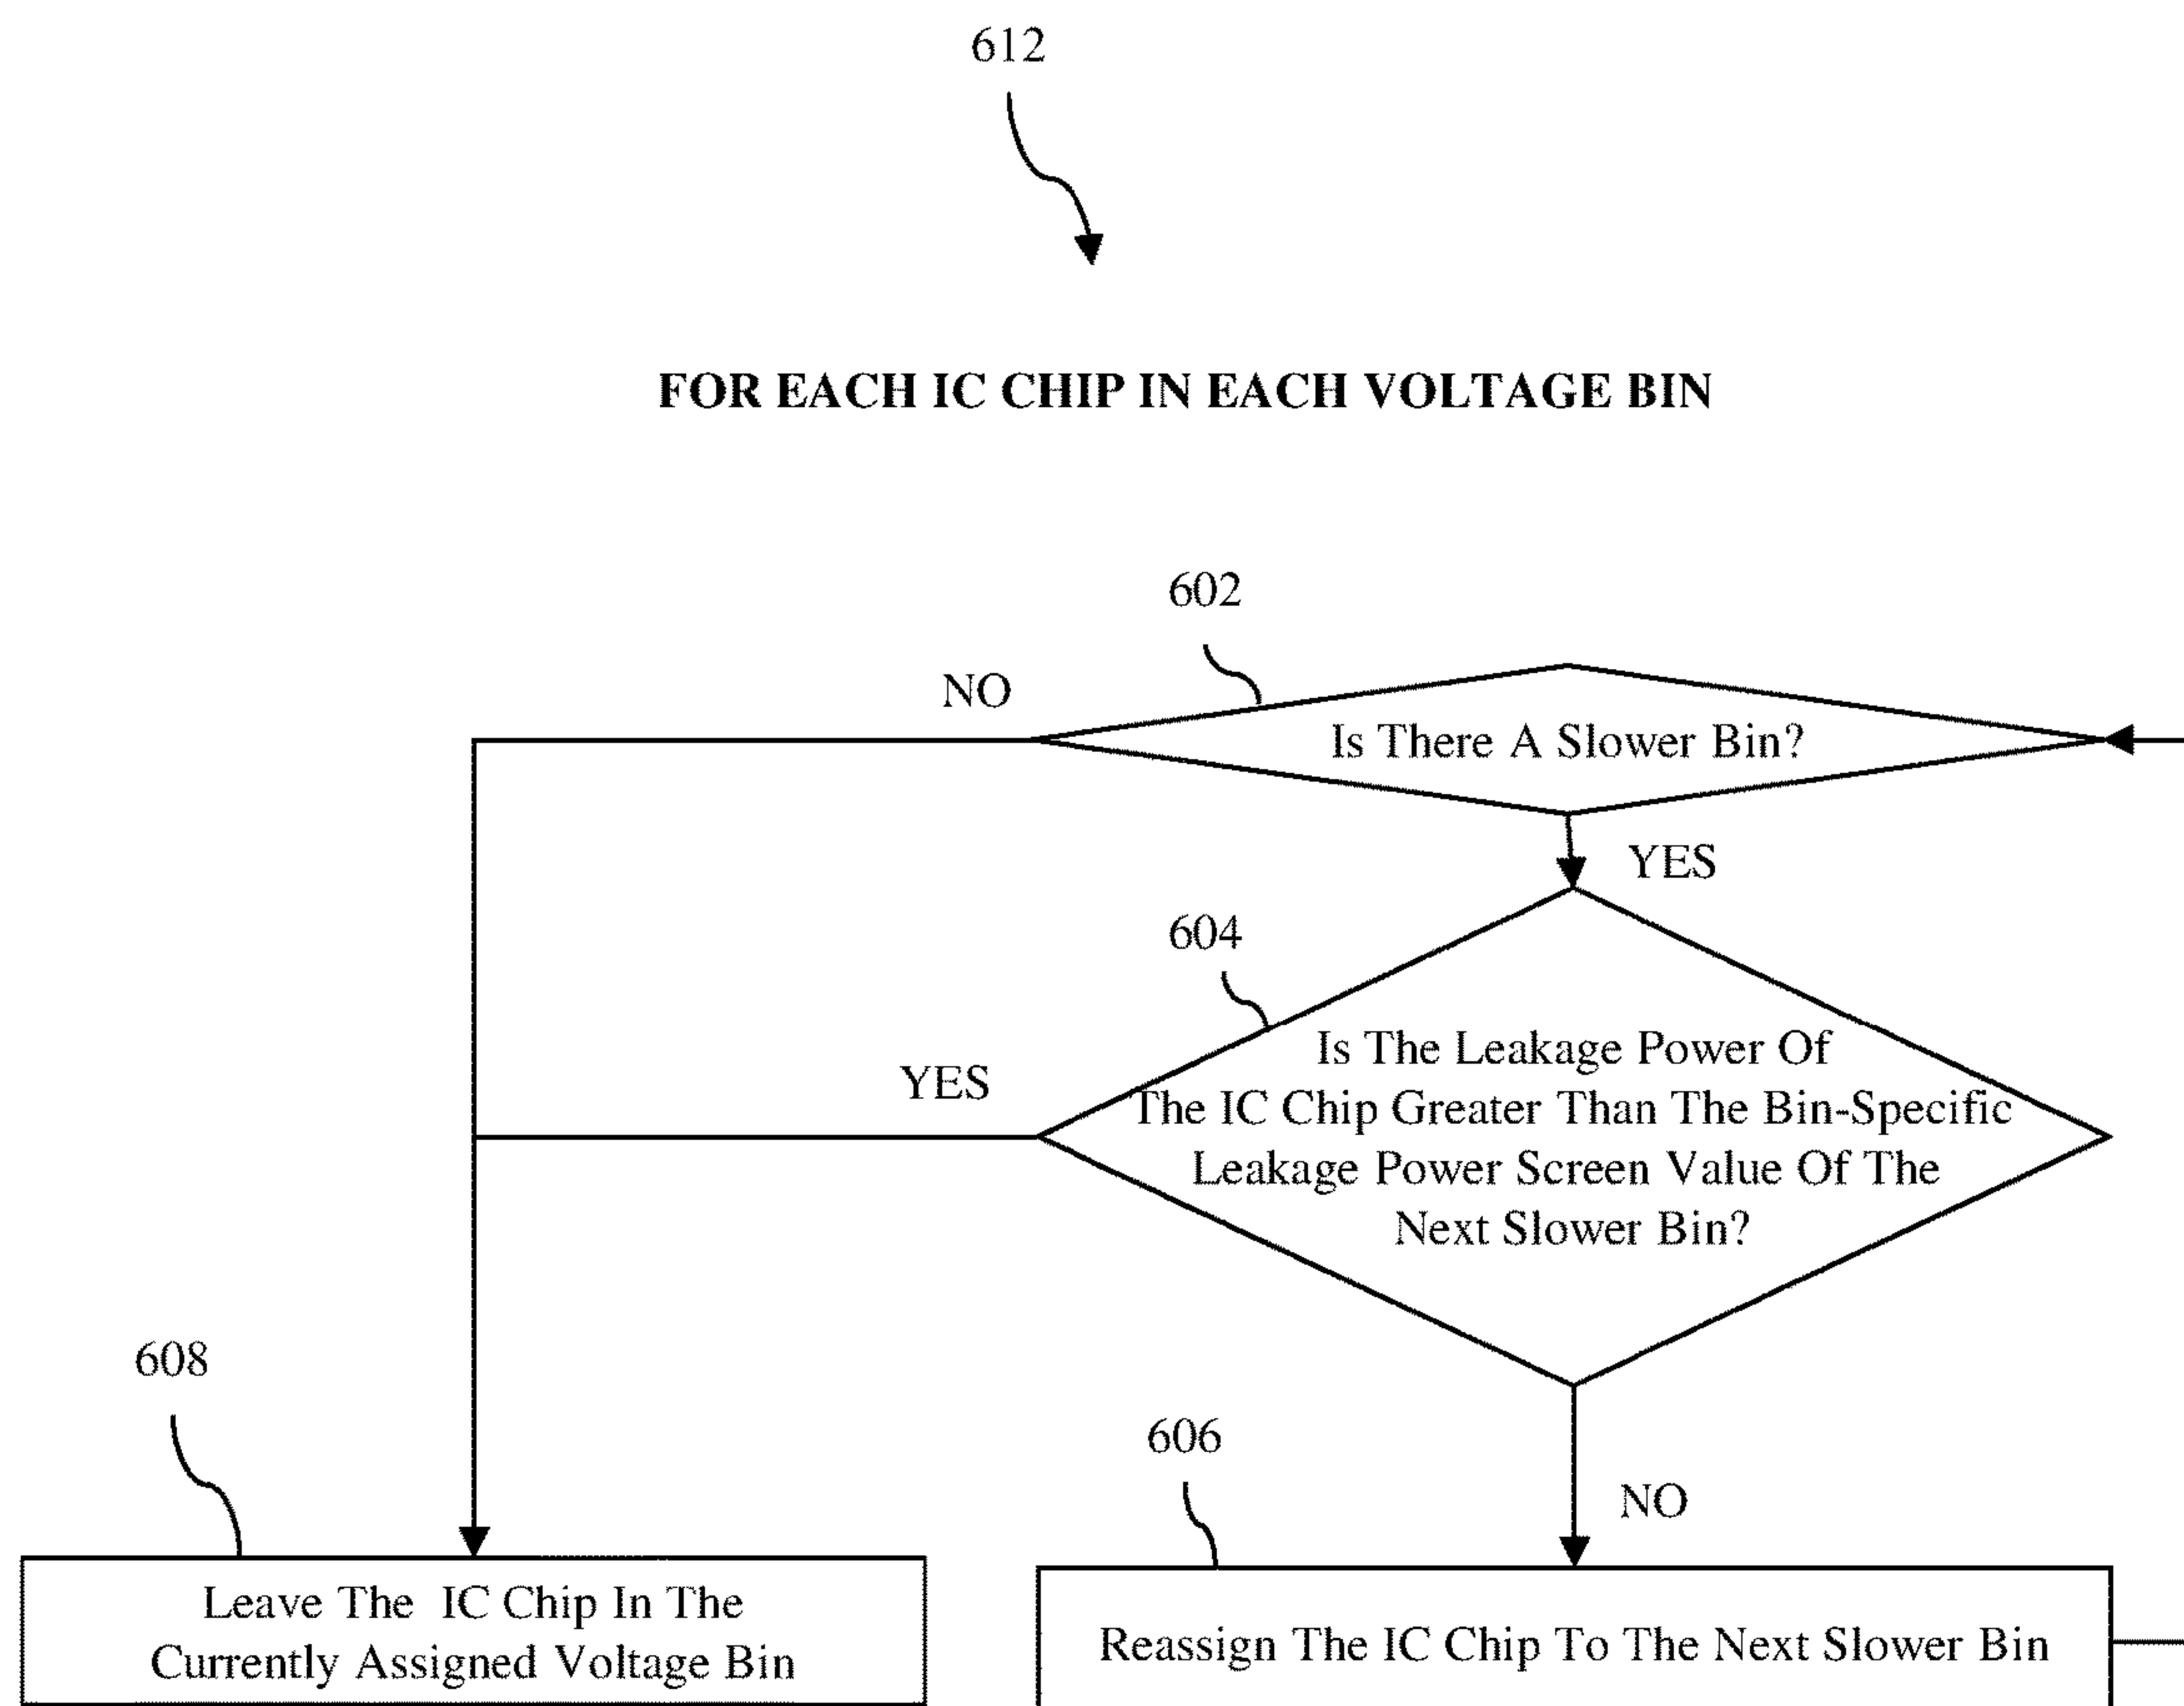 612
FOR EACH IC CHIP IN EACH VOLTAGE BIN
602
NO
Is There A Slower Bin?
YES
604
Is The Leakage Power Of
The IC Chip Greater Than The Bin-Specific
Leakage Power Screen Value Of The
Next Slower Bin?
YES
608
606
NO
Leave The IC Chip In The
Currently Assigned Voltage Bin
Reassign The IC Chip To The Next Slower Bin